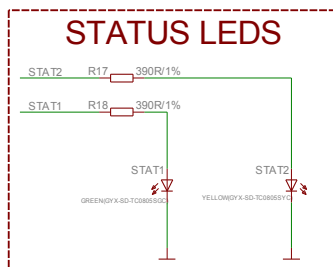 STATUS LEDS
STAT2 R17 390R/1%
STAT1 R18 390R/1%
STAT1 STAT2
GREEN(GYX-SD-TC0805SGC) YELLOW(GYX-SD-TC0805SYC)